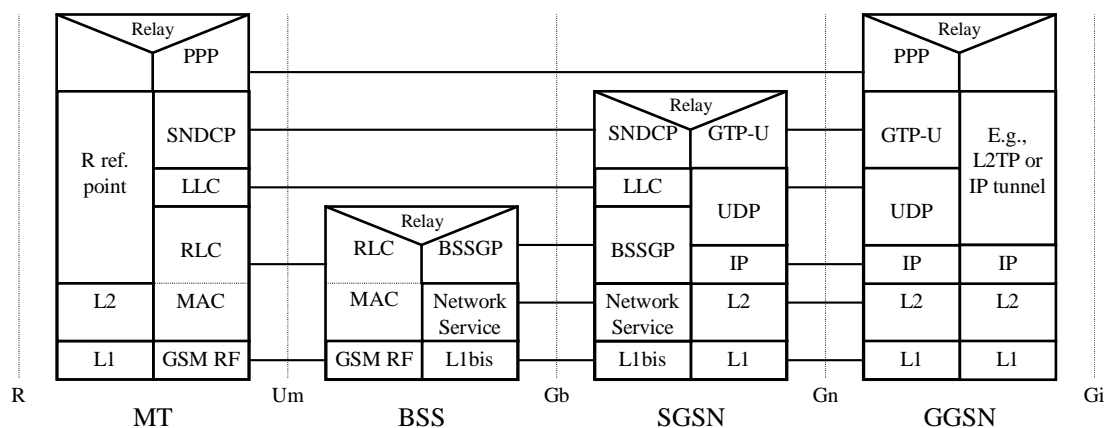 Relay
PPP
R ref.
point
SNDCP
LLC
RLC
L2
MAC
L1
GSM RF
Relay
RLC
BSSGP
MAC
Network
Service
GSM RF
L1bis
Relay
SNDCP
GTP-U
LLC
UDP
BSSGP
IP
Network
Service
L2
L1bis
L1
Relay
PPP
GTP-U
E.g.,
L2TP or
IP tunnel
UDP
IP
IP
L2
L2
L1
L1
R
Um
Gb
Gn
Gi
MT
BSS
SGSN
GGSN